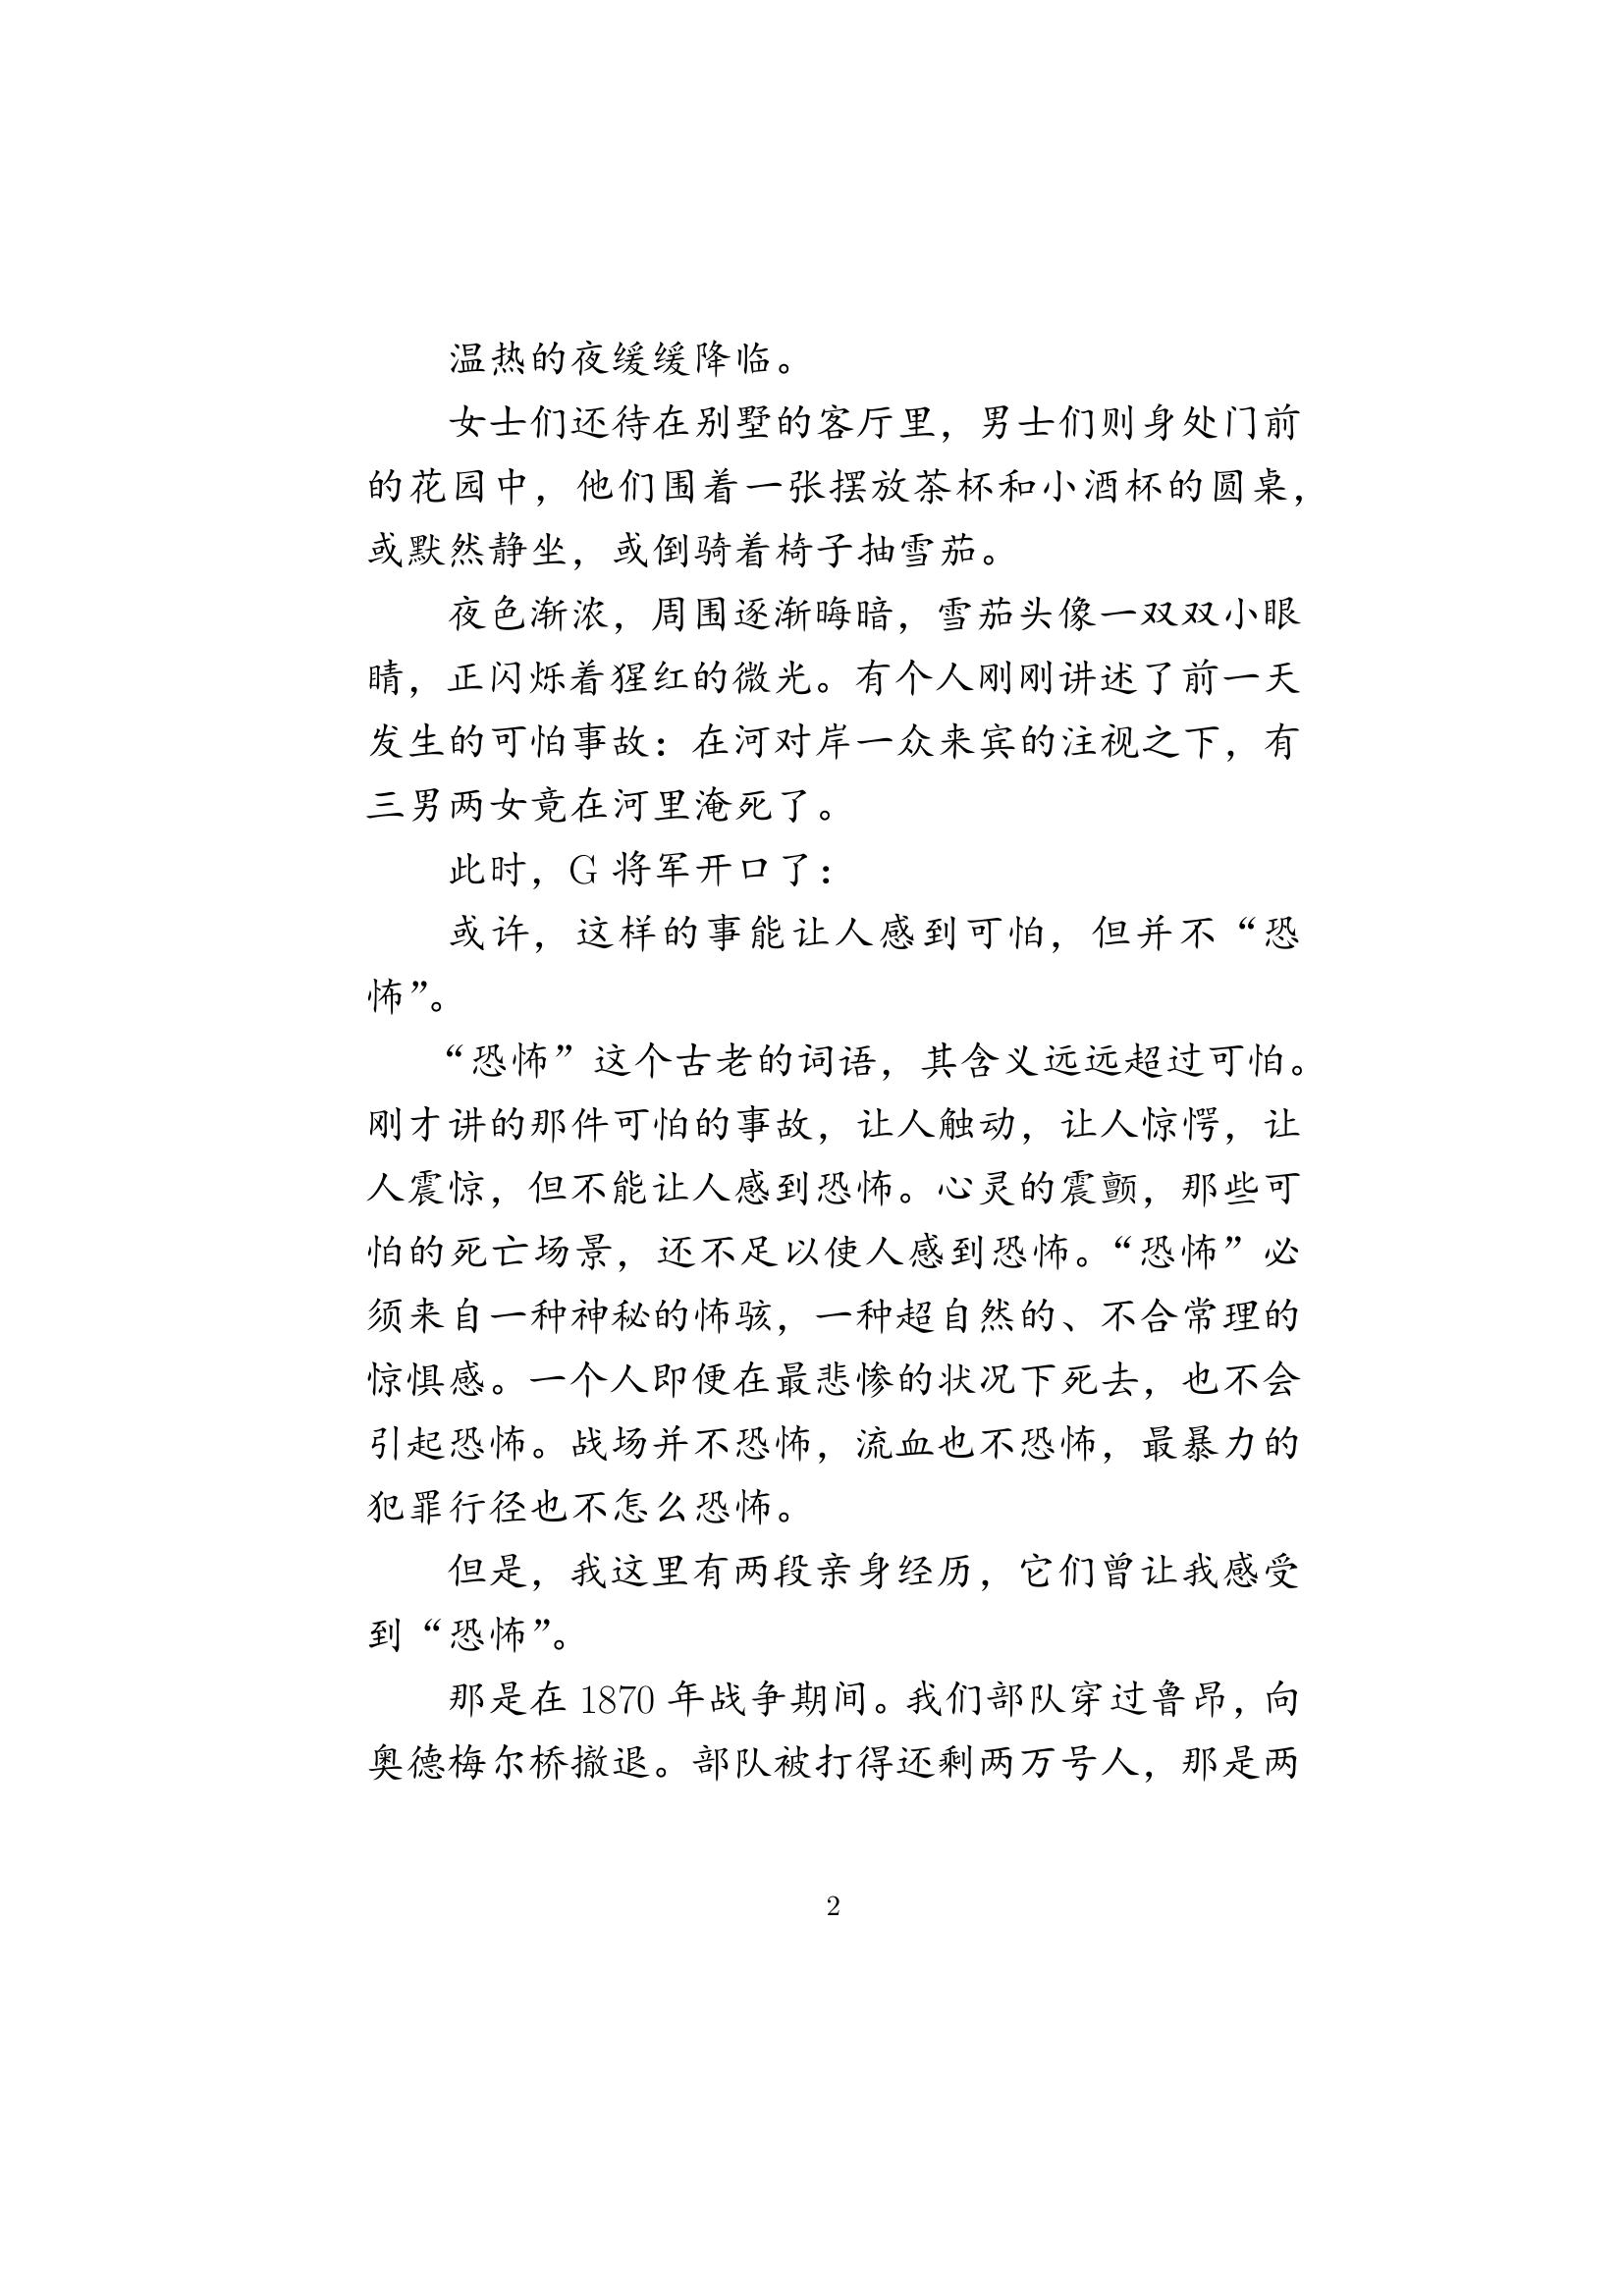 温热的夜缓缓降临。
女士们还待在别墅的客厅里，男士们则身处门前
的花园中，他们围着一张摆放茶杯和小酒杯的圆桌，
或默然静坐，或倒骑着椅子抽雪茄。
夜色渐浓，周围逐渐晦暗，雪茄头像一双双小眼
睛，正闪烁着猩红的微光。有个人刚刚讲述了前一天
发生的可怕事故：在河对岸一众来宾的注视之下，有
三男两女竟在河里淹死了。
此时，G 将军开口了：
或许，这样的事能让人感到可怕，但并不“恐
怖”。
“恐怖”这个古老的词语，其含义远远超过可怕。
刚才讲的那件可怕的事故，让人触动，让人惊愕，让
人震惊，但不能让人感到恐怖。心灵的震颤，那些可
怕的死亡场景，还不足以使人感到恐怖。“恐怖”必
须来自一种神秘的怖骇，一种超自然的、不合常理的
惊惧感。一个人即便在最悲惨的状况下死去，也不会
引起恐怖。战场并不恐怖，流血也不恐怖，最暴力的
犯罪行径也不怎么恐怖。
但是，我这里有两段亲身经历，它们曾让我感受
到“恐怖”。
那是在 1870 年战争期间。我们部队穿过鲁昂，向
奥德梅尔桥撤退。部队被打得还剩两万号人，那是两
2